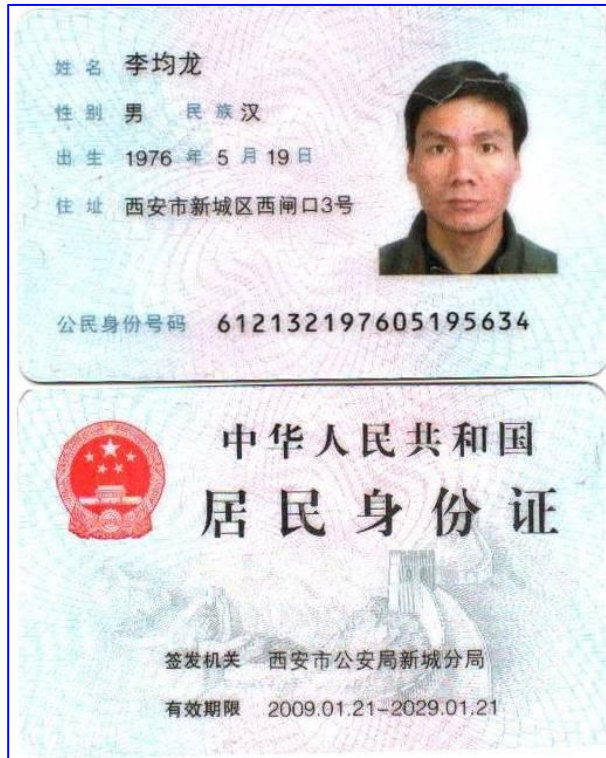 姓名 李均龙
性别 男 民族 汉
出生 1976 年 5 月 19 日
住址 西安市新城区西闸口3号
公民身份号码 612132197605195634
中华人民共和国
居民身份证
签发机关 西安市公安局新城分局
有效期限 2009.01.21-2029.01.21